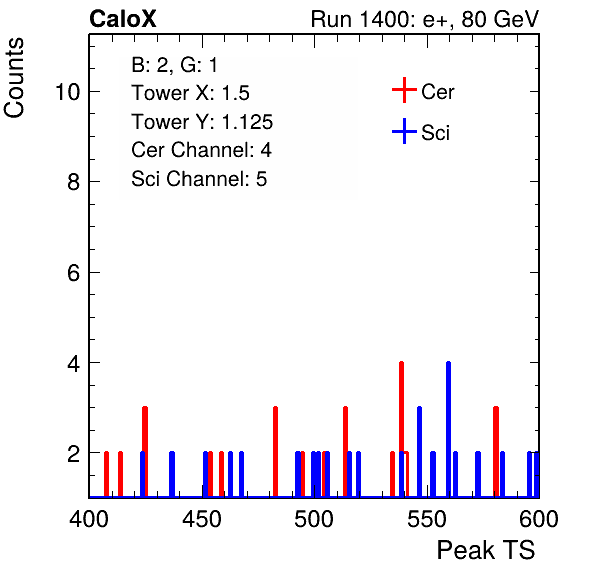 CaloX Run 1400: e+, 80 GeV
Counts
B: 2, G: 1
Tower X: 1.5
Tower Y: 1.125
Cer Channel: 4
Sci Channel: 5
Cer
Sci
10
8
6
4
2
400 450 500 550 600
Peak TS